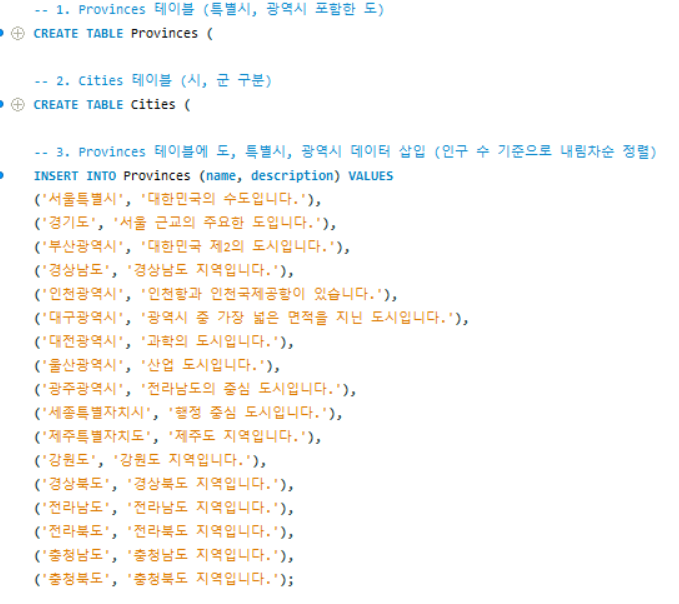 -- 1. Provinces 테이블 (특별시, 광역시 포함한 도)
CREATE TABLE Provinces (
-- 2. Cities 테이블 (시, 군 구분)
CREATE TABLE Cities (
-- 3. Provinces 테이블에 도, 특별시, 광역시 데이터 삽입 (인구 수 기준으로 내림차순 정렬)
INSERT INTO Provinces (name, description) VALUES
('서울특별시', '대한민국의 수도입니다.'),
('경기도', '서울 근교의 주요한 도입니다.'),
('부산광역시', '대한민국 제2의 도시입니다.'),
('경상남도', '경상남도 지역입니다.'),
('인천광역시', '인천항과 인천국제공항이 있습니다.'),
('대구광역시', '광역시 중 가장 넓은 면적을 지닌 도시입니다.'),
('대전광역시', '과학의 도시입니다.'),
('울산광역시', '산업 도시입니다.'),
('광주광역시', '전라남도의 중심 도시입니다.'),
('세종특별자치시', '행정 중심 도시입니다.'),
('제주특별자치도', '제주도 지역입니다.'),
('강원도', '강원도 지역입니다.'),
('경상북도', '경상북도 지역입니다.'),
('전라남도', '전라남도 지역입니다.'),
('전라북도', '전라북도 지역입니다.'),
('충청남도', '충청남도 지역입니다.'),
('충청북도', '충청북도 지역입니다.');